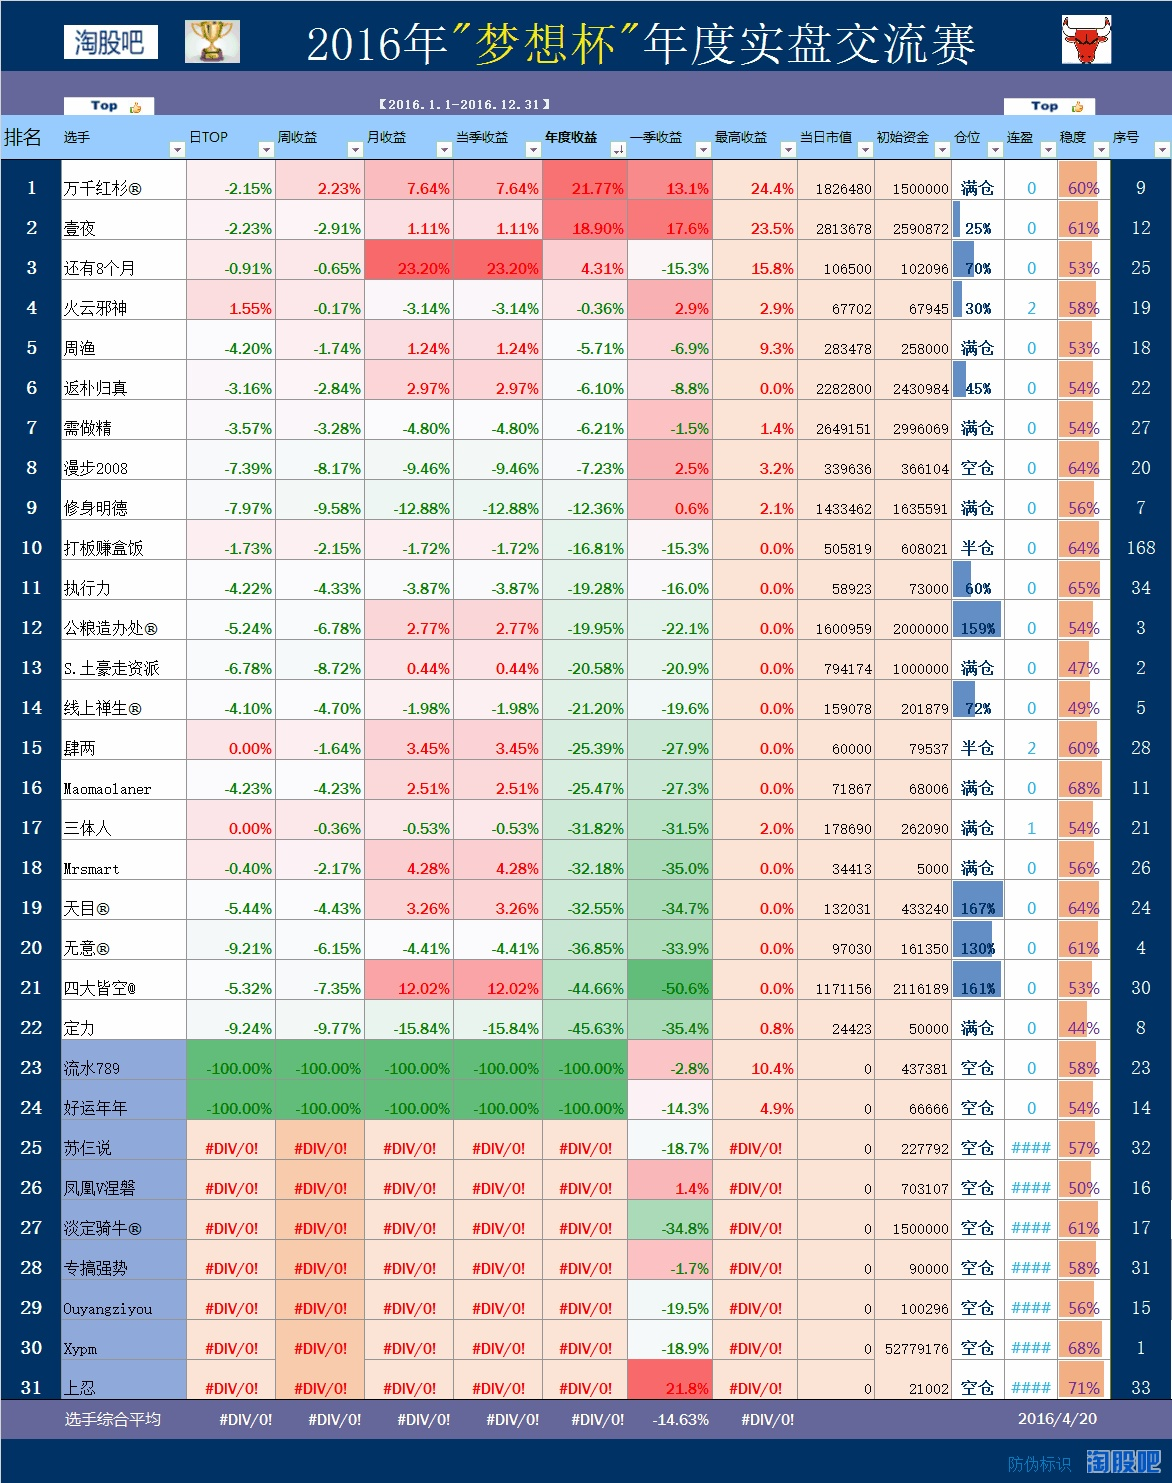 淘股吧 2016年"梦想杯"年度实盘交流赛
Top 【2016.1.1-2016.12.31】 Top
排名 选手 日TOP 周收益 月收益 当季收益 年度收益 一季收益 最高收益 当日市值 初始资金 仓位 连盈 稳度 序号
1 万千红杉® -2.15% 2.23% 7.64% 7.64% 21.77% 13.1% 24.4% 1826480 1500000 满仓 0 60% 9
2 壹夜 -2.23% -2.91% 1.11% 1.11% 18.90% 17.6% 23.5% 2813678 2590872 25% 0 61% 12
3 还有8个月 -0.91% -0.65% 23.20% 23.20% 4.31% -15.3% 15.8% 106500 102096 70% 0 53% 25
4 火云邪神 1.55% -0.17% -3.14% -3.14% -0.36% 2.9% 2.9% 67702 67945 30% 2 58% 19
5 周渔 -4.20% -1.74% 1.24% 1.24% -5.71% -6.9% 9.3% 283478 258000 满仓 0 53% 18
6 返朴归真 -3.16% -2.84% 2.97% 2.97% -6.10% -8.8% 0.0% 2282800 2430984 45% 0 54% 22
7 需做精 -3.57% -3.28% -4.80% -4.80% -6.21% -1.5% 1.4% 2649151 2996069 满仓 0 54% 27
8 漫步2008 -7.39% -8.17% -9.46% -9.46% -7.23% 2.5% 3.2% 339636 366104 空仓 0 64% 20
9 修身明德 -7.97% -9.58% -12.88% -12.88% -12.36% 0.6% 2.1% 1433462 1635591 满仓 0 56% 7
10 打板赚盒饭 -1.73% -2.15% -1.72% -1.72% -16.81% -15.3% 0.0% 505819 608021 半仓 0 64% 168
11 执行力 -4.22% -4.33% -3.87% -3.87% -19.28% -16.0% 0.0% 58923 73000 60% 0 65% 34
12 公粮造办处® -5.24% -6.78% 2.77% 2.77% -19.95% -22.1% 0.0% 1600959 2000000 159% 0 54% 3
13 S.土豪走资派 -6.78% -8.72% 0.44% 0.44% -20.58% -20.9% 0.0% 794174 1000000 满仓 0 47% 2
14 线上禅生® -4.10% -4.70% -1.98% -1.98% -21.20% -19.6% 0.0% 159078 201879 72% 0 49% 5
15 肆两 0.00% -1.64% 3.45% 3.45% -25.39% -27.9% 0.0% 60000 79537 半仓 2 60% 28
16 Maomaolaner -4.23% -4.23% 2.51% 2.51% -25.47% -27.3% 0.0% 71867 68006 满仓 0 68% 11
17 三体人 0.00% -0.36% -0.53% -0.53% -31.82% -31.5% 2.0% 178690 262090 满仓 1 54% 21
18 Mrsmart -0.40% -2.17% 4.28% 4.28% -32.18% -35.0% 0.0% 34413 5000 满仓 0 56% 26
19 天目® -5.44% -4.43% 3.26% 3.26% -32.55% -34.7% 0.0% 132031 433240 167% 0 64% 24
20 无意® -9.21% -6.15% -4.41% -4.41% -36.85% -33.9% 0.0% 97030 161350 130% 0 61% 4
21 四大皆空@ -5.32% -7.35% 12.02% 12.02% -44.66% -50.6% 0.0% 1171156 2116189 161% 0 53% 30
22 定力 -9.24% -9.77% -15.84% -15.84% -45.63% -35.4% 0.8% 24423 50000 满仓 0 44% 8
23 流水789 -100.00% -100.00% -100.00% -100.00% -100.00% -2.8% 10.4% 0 437381 空仓 0 58% 23
24 好运年年 -100.00% -100.00% -100.00% -100.00% -100.00% -14.3% 4.9% 0 66666 空仓 0 54% 14
25 苏仨说 #DIV/0! #DIV/0! #DIV/0! #DIV/0! #DIV/0! -18.7% #DIV/0! 0 227792 空仓 #### 57% 32
26 凤凰V涅磐 #DIV/0! #DIV/0! #DIV/0! #DIV/0! #DIV/0! 1.4% #DIV/0! 0 703107 空仓 #### 50% 16
27 淡定骑牛® #DIV/0! #DIV/0! #DIV/0! #DIV/0! #DIV/0! -34.8% #DIV/0! 0 1500000 空仓 #### 61% 17
28 专搞强势 #DIV/0! #DIV/0! #DIV/0! #DIV/0! #DIV/0! -1.7% #DIV/0! 0 90000 空仓 #### 58% 31
29 Ouyangziyou #DIV/0! #DIV/0! #DIV/0! #DIV/0! #DIV/0! -19.5% #DIV/0! 0 100296 空仓 #### 56% 15
30 Xypm #DIV/0! #DIV/0! #DIV/0! #DIV/0! #DIV/0! -18.9% #DIV/0! 0 52779176 空仓 #### 68% 1
31 上忍 #DIV/0! #DIV/0! #DIV/0! #DIV/0! #DIV/0! 21.8% #DIV/0! 0 21002 空仓 #### 71% 33
选手综合平均 #DIV/0! #DIV/0! #DIV/0! #DIV/0! #DIV/0! -14.63% #DIV/0! 2016/4/20
防伪标识 淘股吧